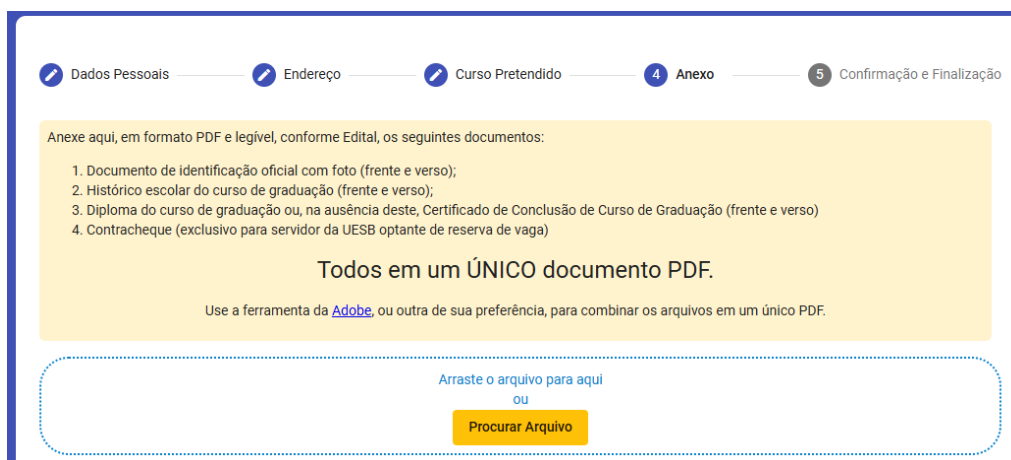 Dados Pessoais
Endereço
Curso Pretendido
4 Anexo
5 Confirmação e Finalização
Anexe aqui, em formato PDF e legível, conforme Edital, os seguintes documentos:
1. Documento de identificação oficial com foto (frente e verso);
2. Histórico escolar do curso de graduação (frente e verso);
3. Diploma do curso de graduação ou, na ausência deste, Certificado de Conclusão de Curso de Graduação (frente e verso)
4. Contracheque (exclusivo para servidor da UESB optante de reserva de vaga)
Todos em um ÚNICO documento PDF.
Use a ferramenta da Adobe, ou outra de sua preferência, para combinar os arquivos em um único PDF.
Arraste o arquivo para aqui
ou
Procurar Arquivo